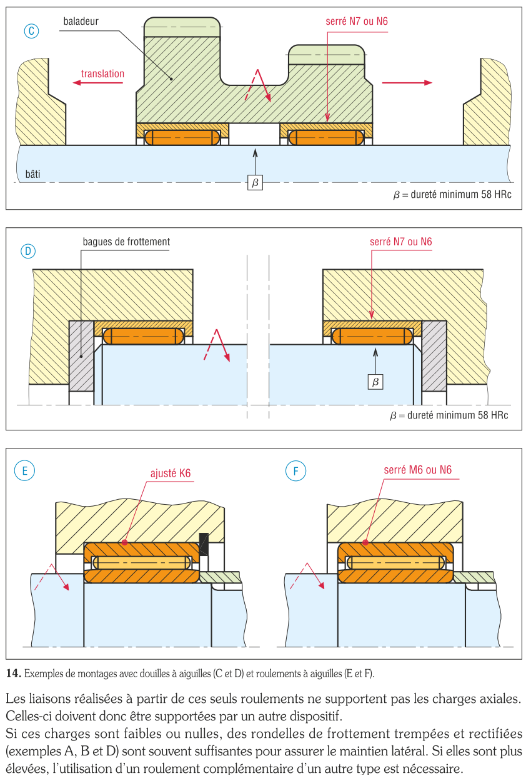 C
baladeur
serré N7 ou N6
translation
bâti
β
β = dureté minimum 58 HRc
D
bagues de frottement
serré N7 ou N6
β
β = dureté minimum 58 HRc
E
ajusté K6
F
serré M6 ou N6
14. Exemples de montages avec douilles à aiguilles (C et D) et roulements à aiguilles (E et F).
Les liaisons réalisées à partir de ces seuls roulements ne supportent pas les charges axiales.
Celles-ci doivent donc être supportées par un autre dispositif.
Si ces charges sont faibles ou nulles, des rondelles de frottement trempées et rectifiées
(exemples A, B et D) sont souvent suffisantes pour assurer le maintien latéral. Si elles sont plus
élevées, l'utilisation d'un roulement complémentaire d'un autre type est nécessaire.